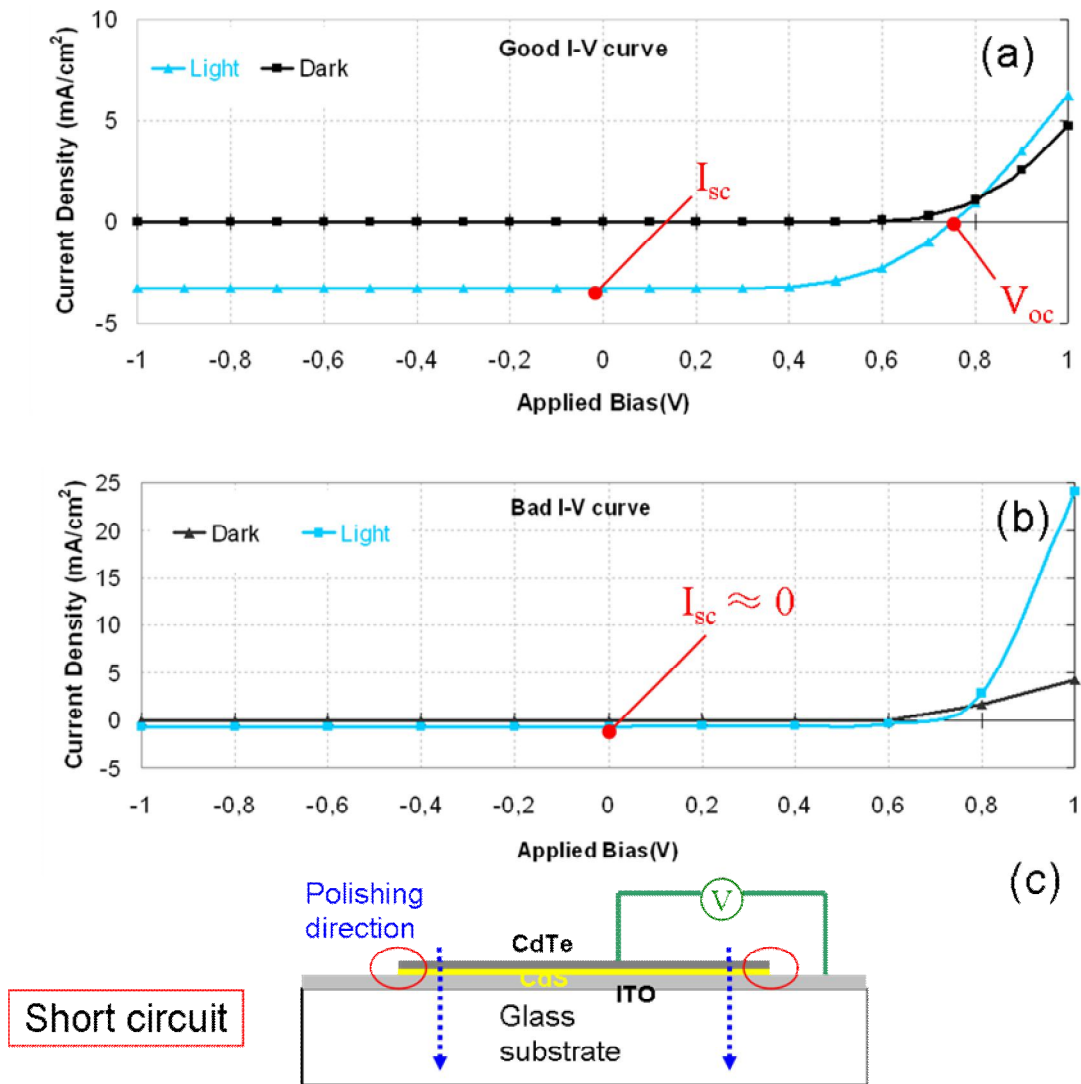 10
Good I-V curve
(a)
Light
Dark
5
I_sc
0
V_oc
-5
Current Density (mA/cm²)
-1 -0,8 -0,6 -0,4 -0,2 0 0,2 0,4 0,6 0,8 1
Applied Bias(V)
25
Bad I-V curve
(b)
Dark
Light
20
15
I_sc ≈ 0
10
5
0
-5
Current Density (mA/cm²)
-1 -0,8 -0,6 -0,4 -0,2 0 0,2 0,4 0,6 0,8 1
Applied Bias(V)
(c)
Polishing
direction
V
CdTe
CdS
ITO
Short circuit
Glass
substrate